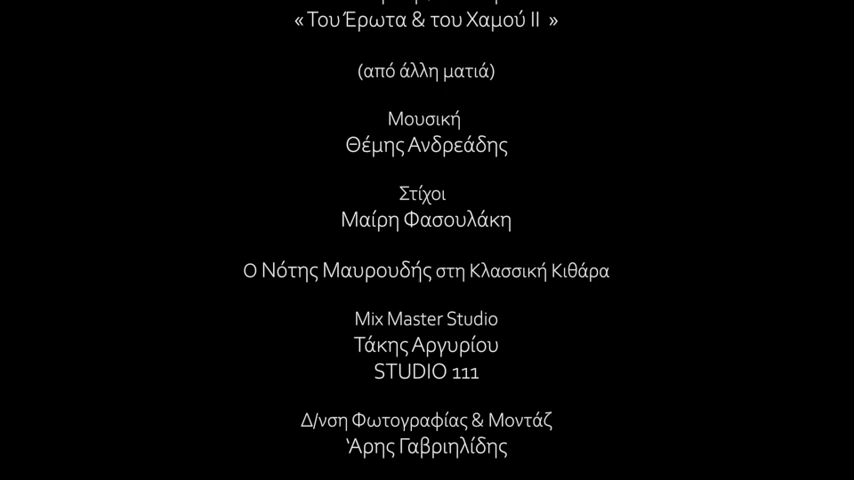 « Του Έρωτα & του Χαμού ΙΙ »
(από άλλη ματιά)
Μουσική
Θέμης Ανδρεάδης
Στίχοι
Μαίρη Φασουλάκη
Ο Νότης Μαυρουδής στη Κλασσική Κιθάρα
Mix Master Studio
Τάκης Αργυρίου
STUDIO 111
Δ/νση Φωτογραφίας & Μοντάζ
Άρης Γαβριηλίδης